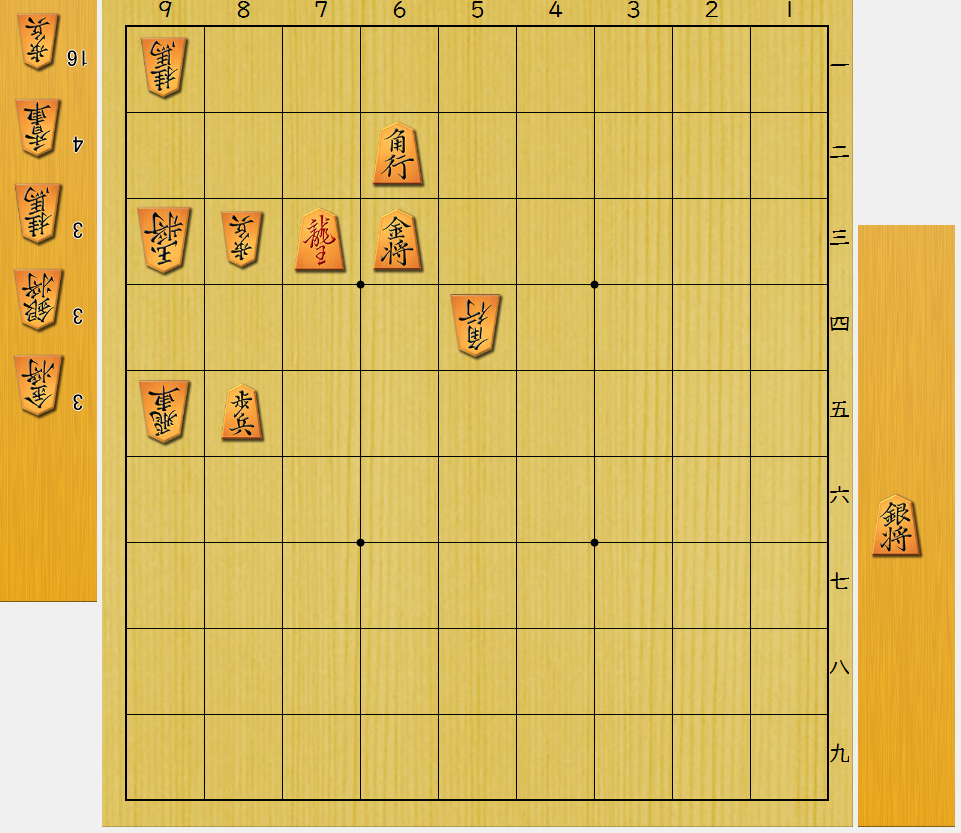 9 8 7 6 5 4 3 2 1
歩兵 16
香車 4
桂馬 3
銀将 3
金将 3
桂馬 一
角行 二
玉将 歩兵 龍王 金将 三
角行 四
飛車 歩兵 五
六
七
八
九
銀将